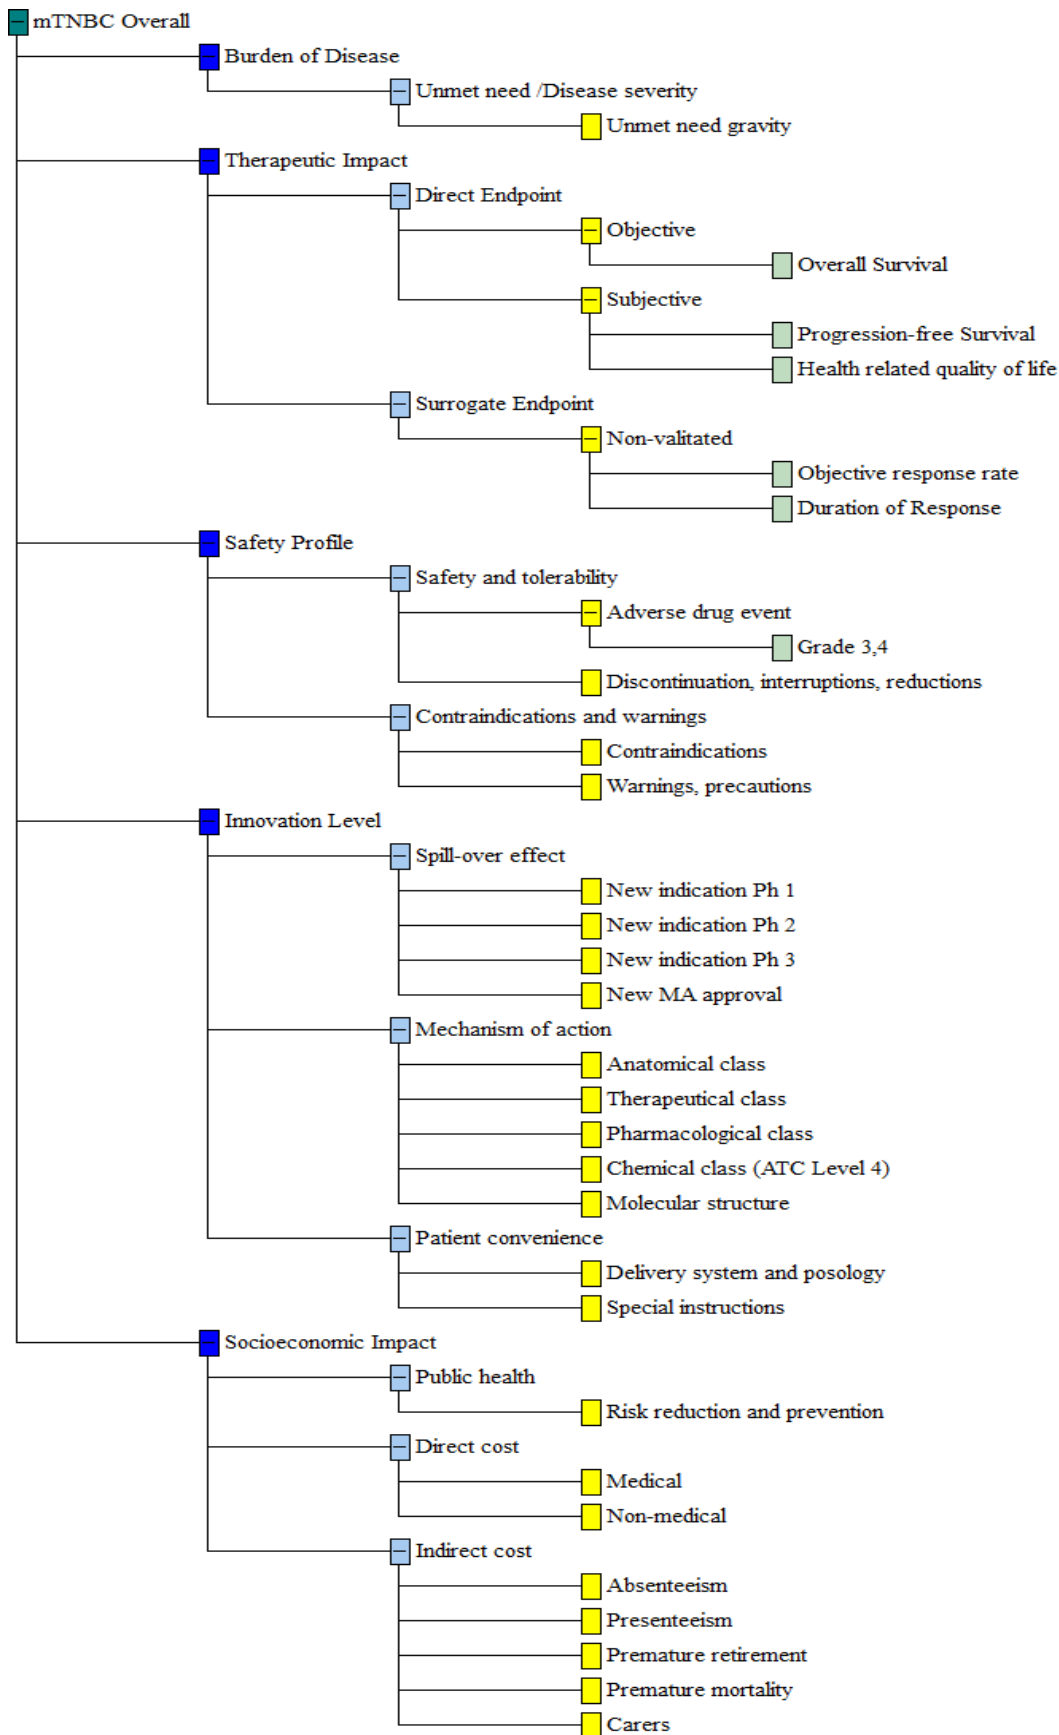 mTNBC Overall
Burden of Disease
Unmet need /Disease severity
Unmet need gravity
Therapeutic Impact
Direct Endpoint
Objective
Overall Survival
Subjective
Progression-free Survival
Health related quality of life
Surrogate Endpoint
Non-valitated
Objective response rate
Duration of Response
Safety Profile
Safety and tolerability
Adverse drug event
Grade 3,4
Discontinuation, interruptions, reductions
Contraindications and warnings
Contraindications
Warnings, precautions
Innovation Level
Spill-over effect
New indication Ph 1
New indication Ph 2
New indication Ph 3
New MA approval
Mechanism of action
Anatomical class
Therapeutical class
Pharmacological class
Chemical class (ATC Level 4)
Molecular structure
Patient convenience
Delivery system and posology
Special instructions
Socioeconomic Impact
Public health
Risk reduction and prevention
Direct cost
Medical
Non-medical
Indirect cost
Absenteeism
Presenteeism
Premature retirement
Premature mortality
Carers